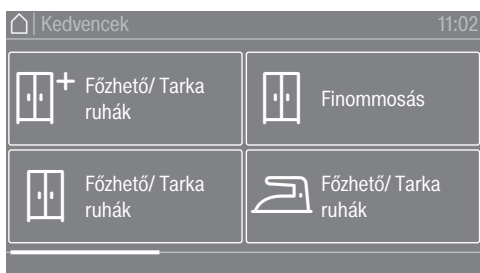 Kedvencek 11:02
Főzhető/ Tarka
ruhák
Finommosás
Főzhető/ Tarka
ruhák
Főzhető/ Tarka
ruhák